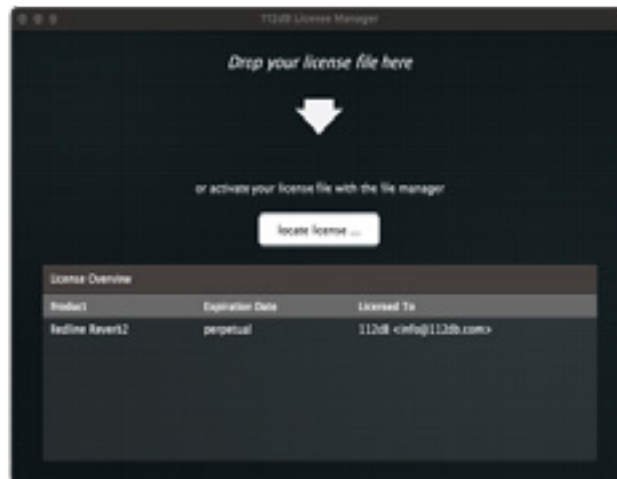 112dB License Manager
Drop your license file here
or activate your license file with the file manager
locate license ...
License Overview
Product Expiration Date Licensed To
Redline Reverb2 perpetual 112dB <info@112db.com>